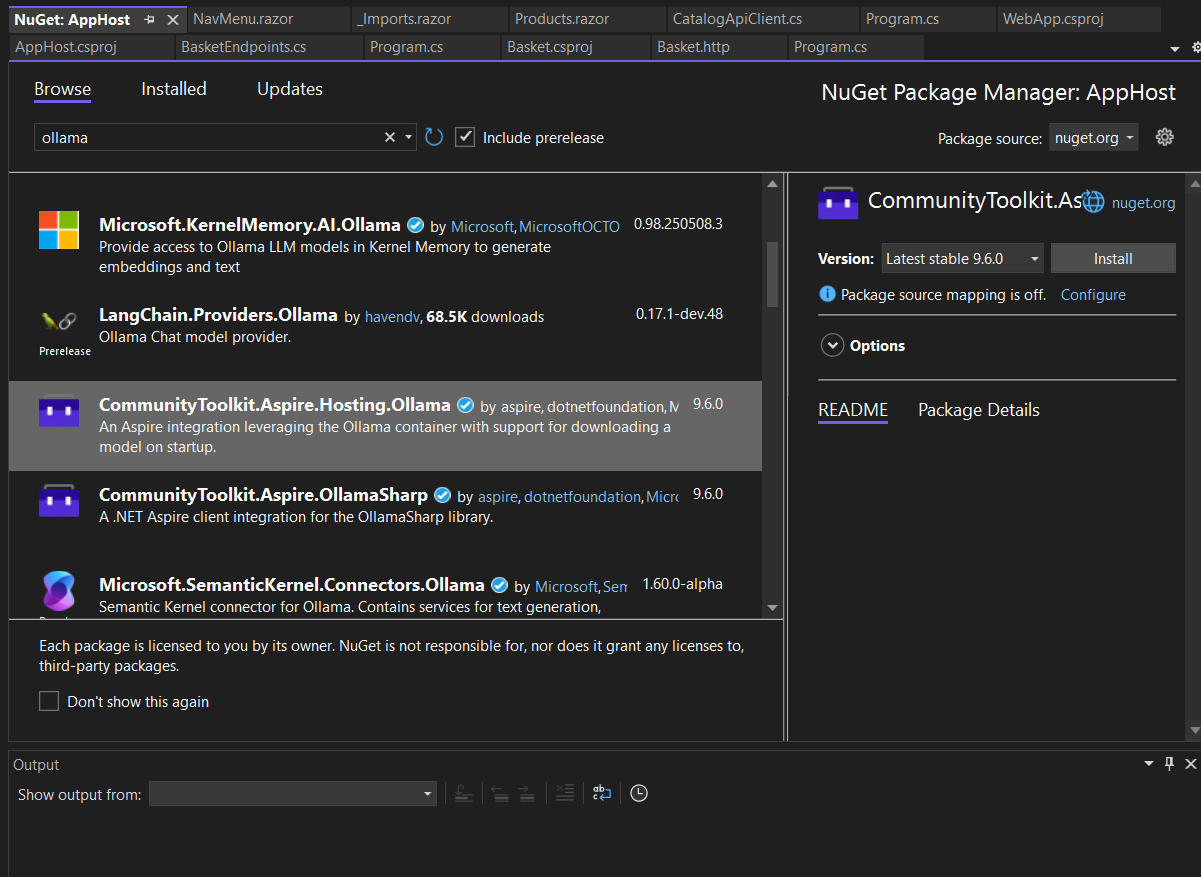 NuGet: AppHost NavMenu.razor _Imports.razor Products.razor CatalogApiClient.cs Program.cs WebApp.csproj
AppHost.csproj BasketEndpoints.cs Program.cs Basket.csproj Basket.http Program.cs
Browse Installed Updates
NuGet Package Manager: AppHost
ollama
Include prerelease
Package source: nuget.org
Microsoft.KernelMemory.AI.Ollama by Microsoft, MicrosoftOCTO 0.98.250508.3
Provide access to Ollama LLM models in Kernel Memory to generate
embeddings and text
LangChain.Providers.Ollama by havendv, 68.5K downloads 0.17.1-dev.48
Ollama Chat model provider.
Prerelease
CommunityToolkit.Aspire.Hosting.Ollama by aspire, dotnetfoundation, M 9.6.0
An Aspire integration leveraging the Ollama container with support for downloading a
model on startup.
CommunityToolkit.Aspire.OllamaSharp by aspire, dotnetfoundation, Micro 9.6.0
A .NET Aspire client integration for the OllamaSharp library.
Microsoft.SemanticKernel.Connectors.Ollama by Microsoft, Sem 1.60.0-alpha
Semantic Kernel connector for Ollama. Contains services for text generation,
Each package is licensed to you by its owner. NuGet is not responsible for, nor does it grant any licenses to,
third-party packages.
Don't show this again
CommunityToolkit.As nuget.org
Version: Latest stable 9.6.0 Install
Package source mapping is off. Configure
Options
README Package Details
Output
Show output from: